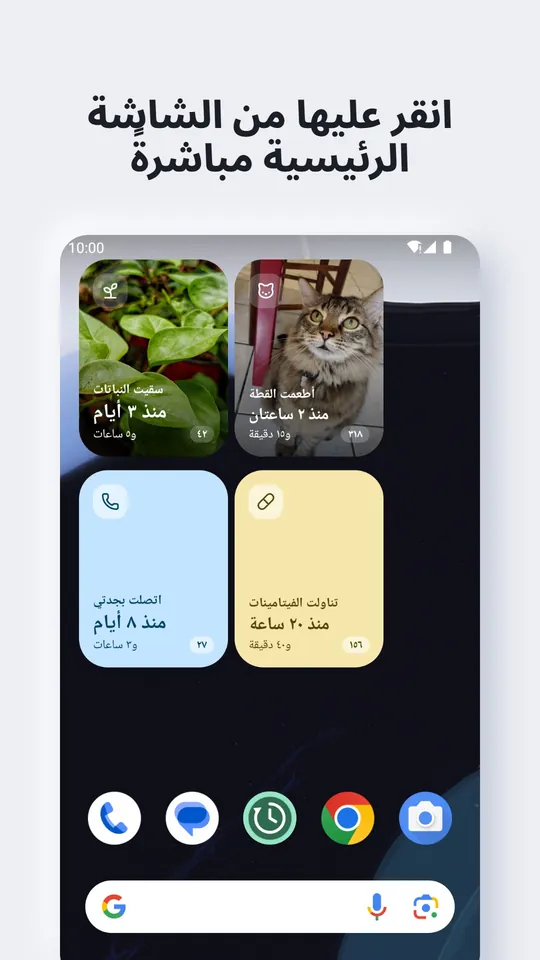 انقر عليها من الشاشة
الرئيسية مباشرةً
10:00
سقيت النباتات
منذ ٣ أيام
و٥ ساعات
٤٢
أطعمت القطة
منذ ٢ ساعتان
و١٥ دقيقة
٣١٨
اتصلت بجدتي
منذ ٨ أيام
و٣ ساعات
٢٧
تناولت الفيتامينات
منذ ٢٠ ساعة
و٤٠ دقيقة
١٥٦